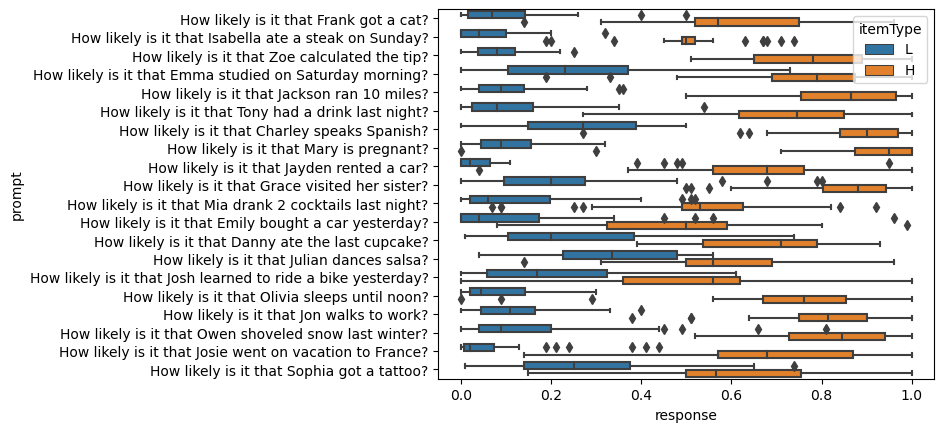 How likely is it that Frank got a cat?
How likely is it that Isabella ate a steak on Sunday?
How likely is it that Zoe calculated the tip?
How likely is it that Emma studied on Saturday morning?
How likely is it that Jackson ran 10 miles?
How likely is it that Tony had a drink last night?
How likely is it that Charley speaks Spanish?
How likely is it that Mary is pregnant?
How likely is it that Jayden rented a car?
How likely is it that Grace visited her sister?
How likely is it that Mia drank 2 cocktails last night?
How likely is it that Emily bought a car yesterday?
How likely is it that Danny ate the last cupcake?
How likely is it that Julian dances salsa?
How likely is it that Josh learned to ride a bike yesterday?
How likely is it that Olivia sleeps until noon?
How likely is it that Jon walks to work?
How likely is it that Owen shoveled snow last winter?
How likely is it that Josie went on vacation to France?
How likely is it that Sophia got a tattoo?
prompt
itemType
L
H
0.0 0.2 0.4 0.6 0.8 1.0
response